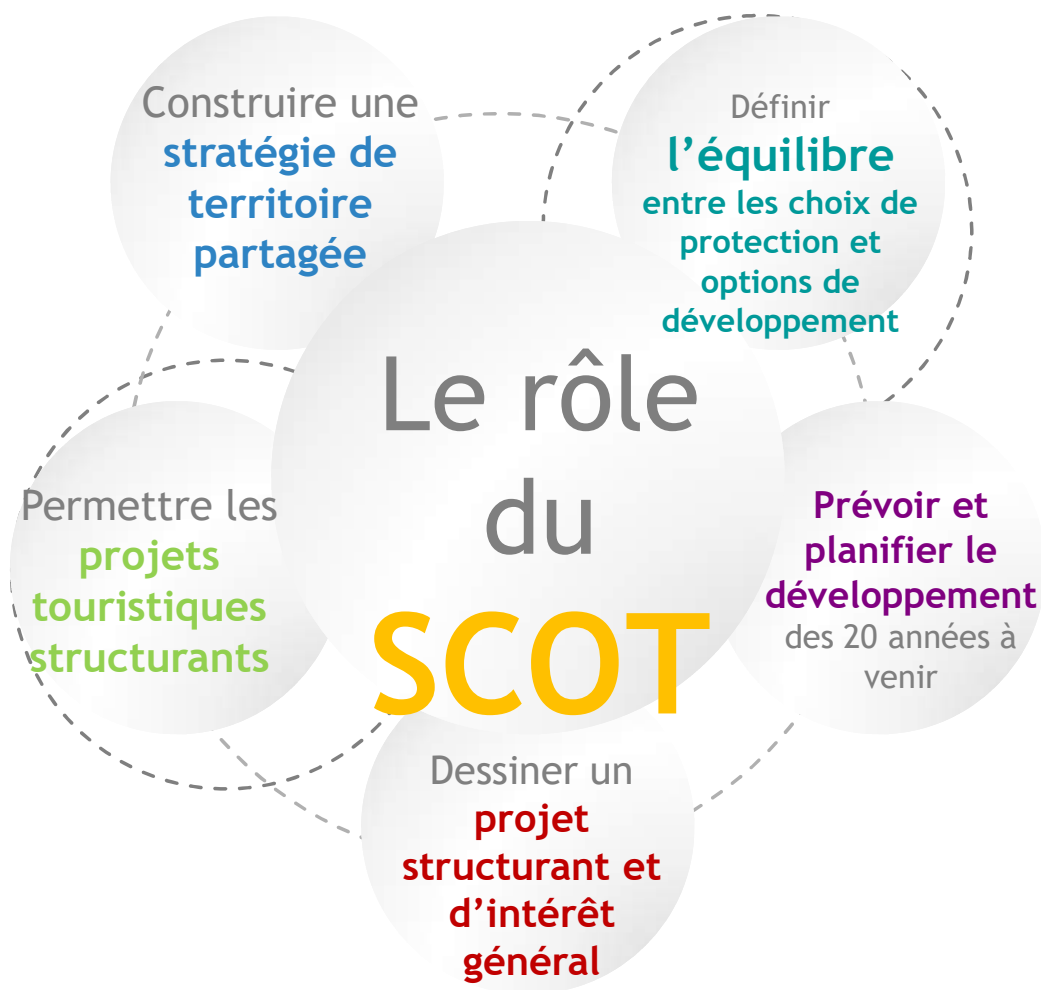 Construire une
stratégie de
territoire
partagée
Définir
l’équilibre
entre les choix de
protection et
options de
développement
Le rôle
du
SCOT
Permettre les
projets
touristiques
structurants
Prévoir et
planifier le
développement
des 20 années à
venir
Dessiner un
projet
structurant et
d’intérêt
général